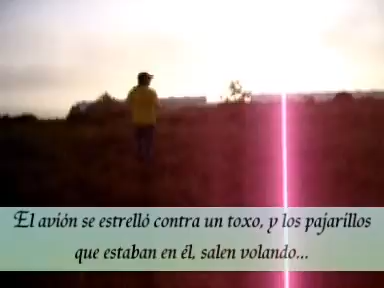 El avión se estrelló contra un toxo, y los pajarillos
que estaban en él, salen volando...